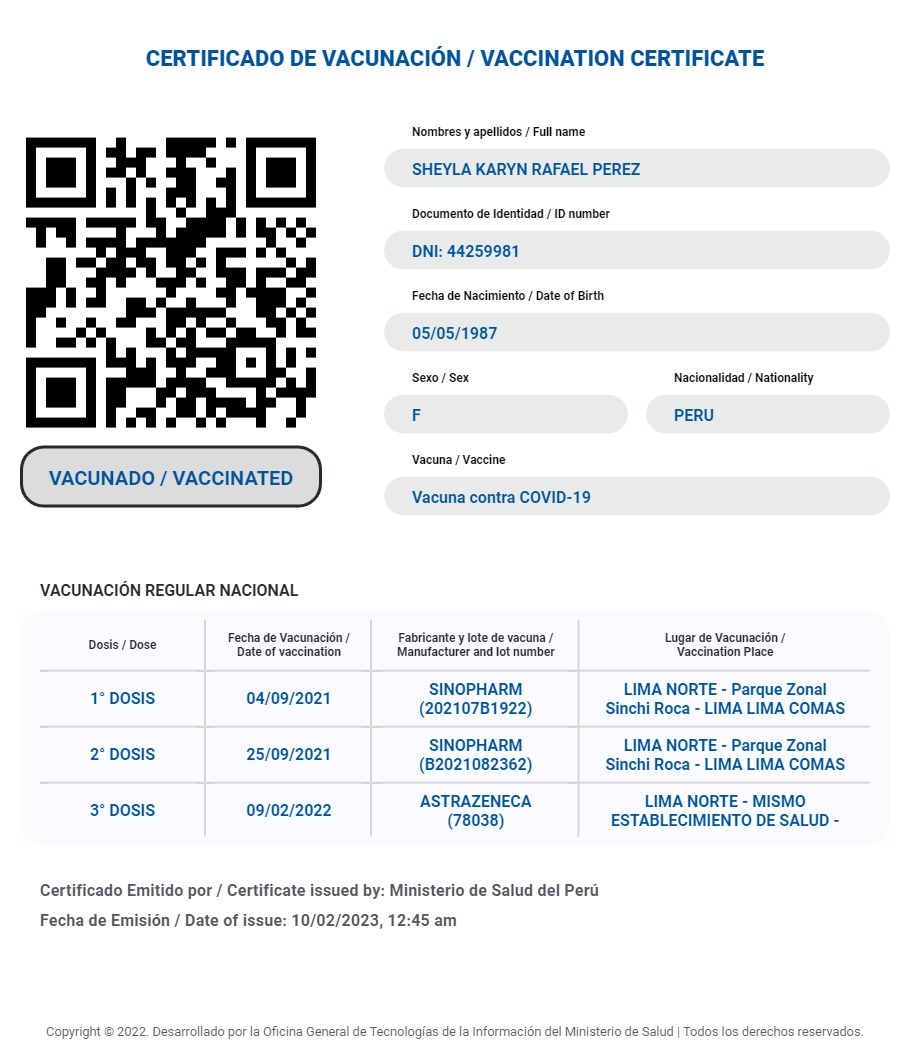 CERTIFICADO DE VACUNACIÓN / VACCINATION CERTIFICATE
Nombres y apellidos / Full name
SHEYLA KARYN RAFAEL PEREZ
Documento de Identidad / ID number
DNI: 44259981
Fecha de Nacimiento / Date of Birth
05/05/1987
Sexo / Sex
Nacionalidad / Nationality
F
PERU
Vacuna / Vaccine
Vacuna contra COVID-19
VACUNADO / VACCINATED
VACUNACIÓN REGULAR NACIONAL
Dosis / Dose
Fecha de Vacunación /
Date of vaccination
Fabricante y lote de vacuna /
Manufacturer and lot number
Lugar de Vacunación /
Vaccination Place
1° DOSIS
04/09/2021
SINOPHARM
(202107B1922)
LIMA NORTE - Parque Zonal
Sinchi Roca - LIMA LIMA COMAS
2° DOSIS
25/09/2021
SINOPHARM
(B2021082362)
LIMA NORTE - Parque Zonal
Sinchi Roca - LIMA LIMA COMAS
3° DOSIS
09/02/2022
ASTRAZENECA
(78038)
LIMA NORTE - MISMO
ESTABLECIMIENTO DE SALUD -
Certificado Emitido por / Certificate issued by: Ministerio de Salud del Perú
Fecha de Emisión / Date of issue: 10/02/2023, 12:45 am
Copyright © 2022. Desarrollado por la Oficina General de Tecnologías de la Información del Ministerio de Salud | Todos los derechos reservados.